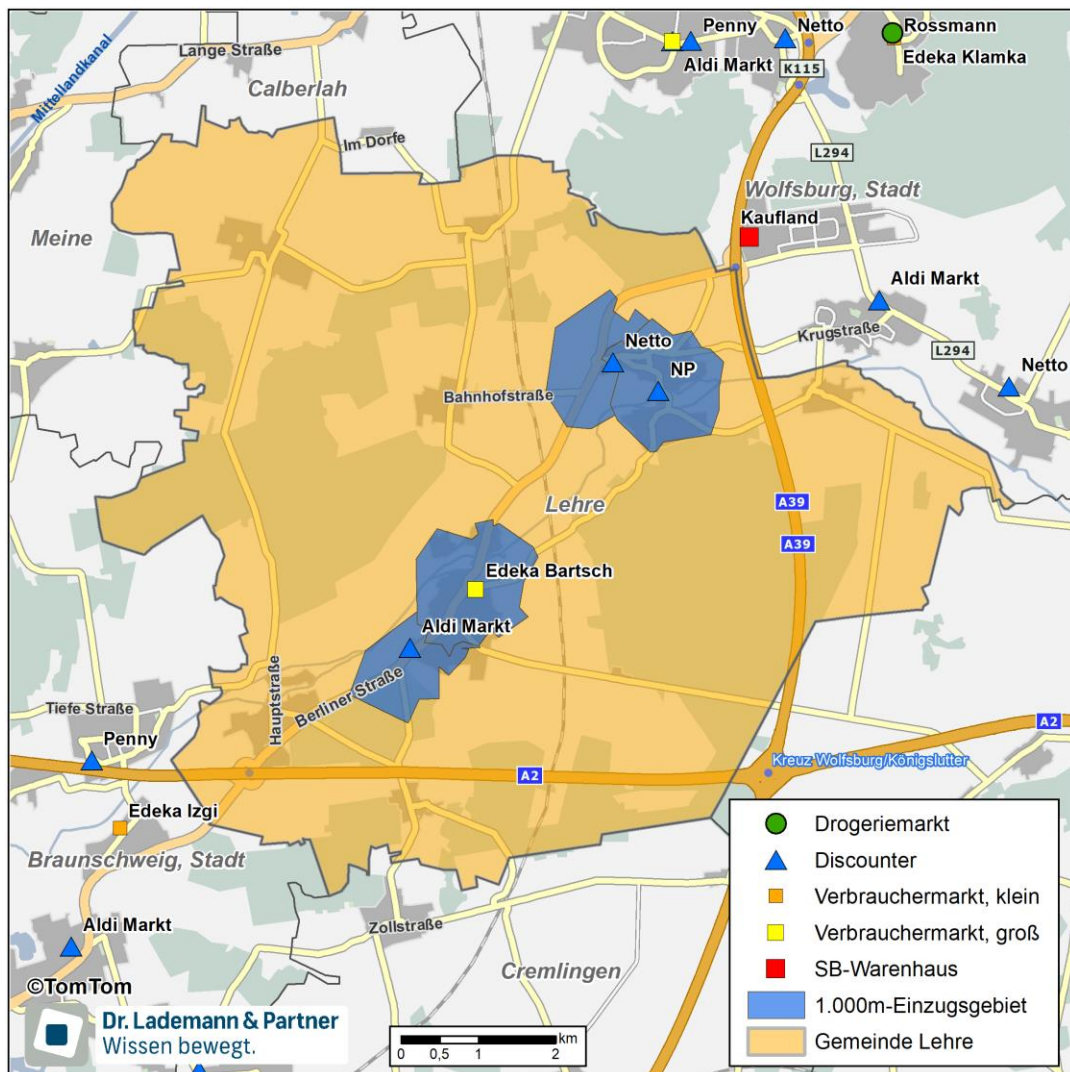 Penny
Netto
Rossmann
Lange Straße
Aldi Markt
Edeka Klamka
K115
Mittellandkanal
Calberlah
Im Dorfe
L294
Wolfsburg, Stadt
Kaufland
Meine
Aldi Markt
Krugstraße
Netto
L294
NP
Netto
Bahnhofstraße
A39
Lehre
A39
Edeka Bartsch
Aldi Markt
Hauptstraße
Berliner Straße
Tiefe Straße
Penny
A2
A2
Kreuz Wolfsburg/Königslutter
Edeka Izgi
Braunschweig, Stadt
Zollstraße
Aldi Markt
Cremlingen
©TomTom
Dr. Lademann & Partner
Wissen bewegt.
km
0 0,5 1 2
Drogeriemarkt
Discounter
Verbrauchermarkt, klein
Verbrauchermarkt, groß
SB-Warenhaus
1.000m-Einzugsgebiet
Gemeinde Lehre